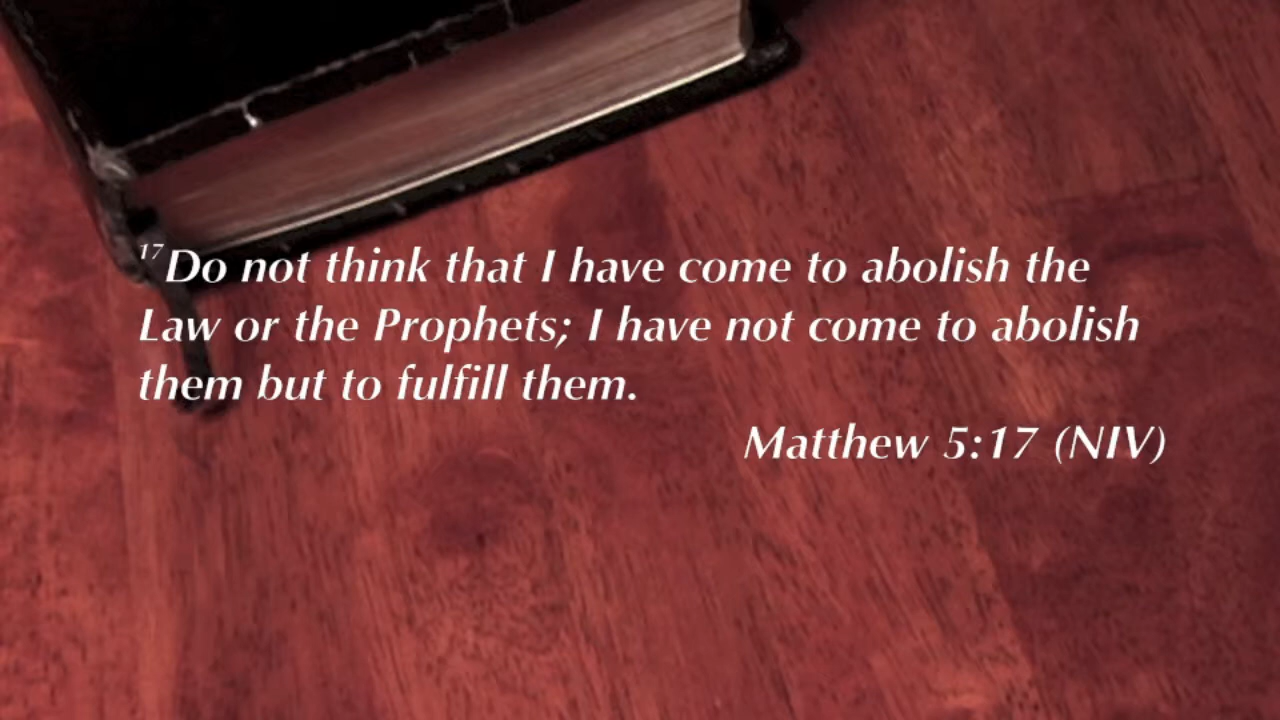 17Do not think that I have come to abolish the
Law or the Prophets; I have not come to abolish
them but to fulfill them.
Matthew 5:17 (NIV)